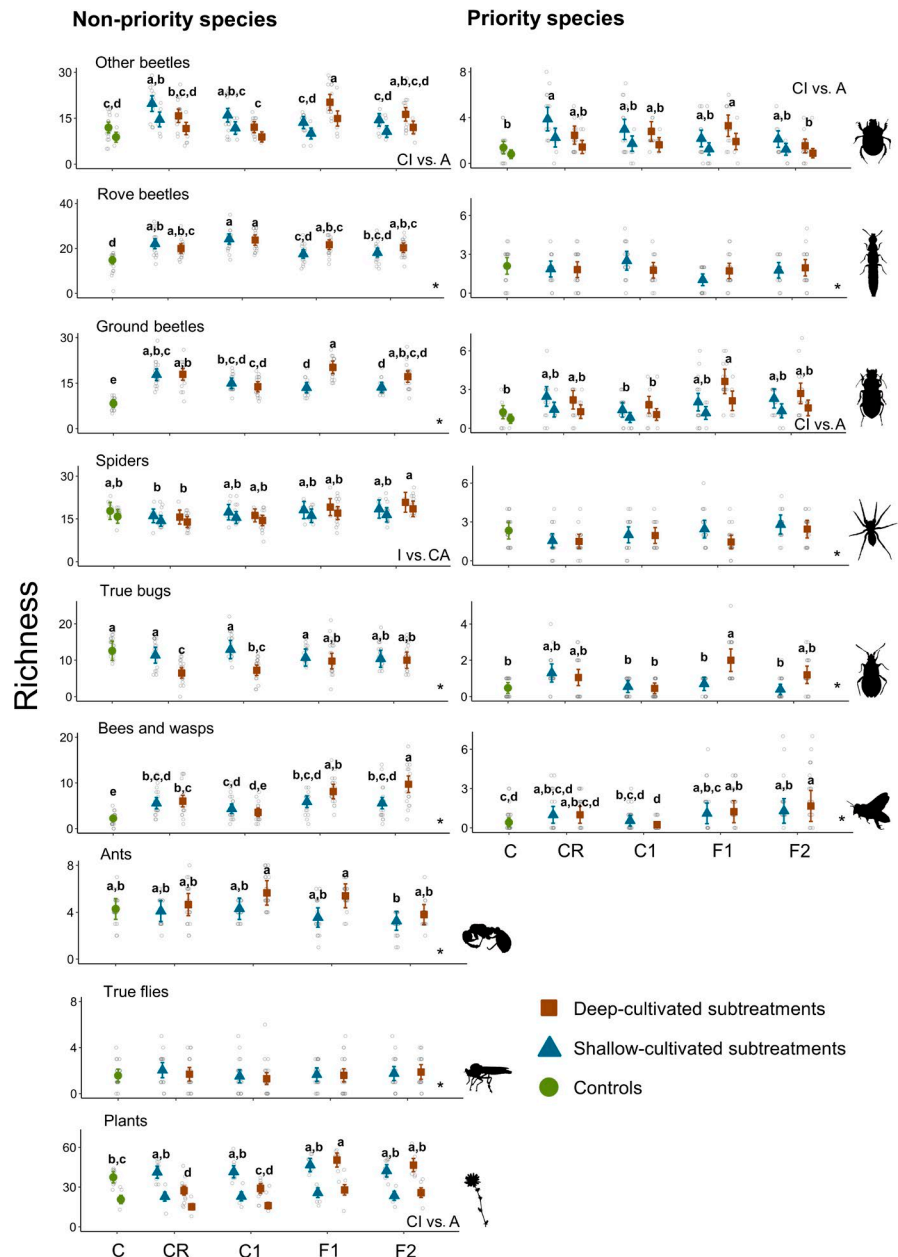 Non-priority species
Priority species
Other beetles
30
15
0
c,d
a,b
b,c,d
a,b,c
c
c,d
a
c,d
a,b,c,d
CI vs. A
8
4
0
b
a
a,b
a,b
a,b
a,b
a
a,b
b
CI vs. A
Rove beetles
40
20
0
d
a,b
a,b,c
a
a
c,d
a,b,c
b,c,d
a,b,c
*
6
3
0
*
Ground beetles
30
15
0
e
a,b,c
a,b
b,c,d
c,d
d
a
d
a,b,c,d
*
6
3
0
b
a,b
a,b
b
b
a,b
a
a,b
a,b
CI vs. A
Spiders
30
15
0
a,b
b
b
a,b
a,b
a,b
a,b
a,b
a
I vs. CA
6
3
0
*
True bugs
20
10
0
a
a
c
a
b,c
a
a,b
a,b
a,b
*
4
2
0
b
a,b
a,b
b
b
b
a
b
a,b
*
Bees and wasps
20
10
0
e
b,c,d
b,c
c,d
d,e
b,c,d
a,b
b,c,d
a
*
6
3
0
c,d
a,b,c,d
a,b,c,d
b,c,d
d
a,b,c
a,b
a,b
a
*
C CR C1 F1 F2
Ants
8
4
0
a,b
a,b
a,b
a,b
a
a,b
a
b
a,b
*
True flies
8
4
0
*
Plants
60
30
0
b,c
a,b
d
a,b
c,d
a,b
a
a,b
a,b
CI vs. A
C CR C1 F1 F2
Richness
Deep-cultivated subtreatments
Shallow-cultivated subtreatments
Controls